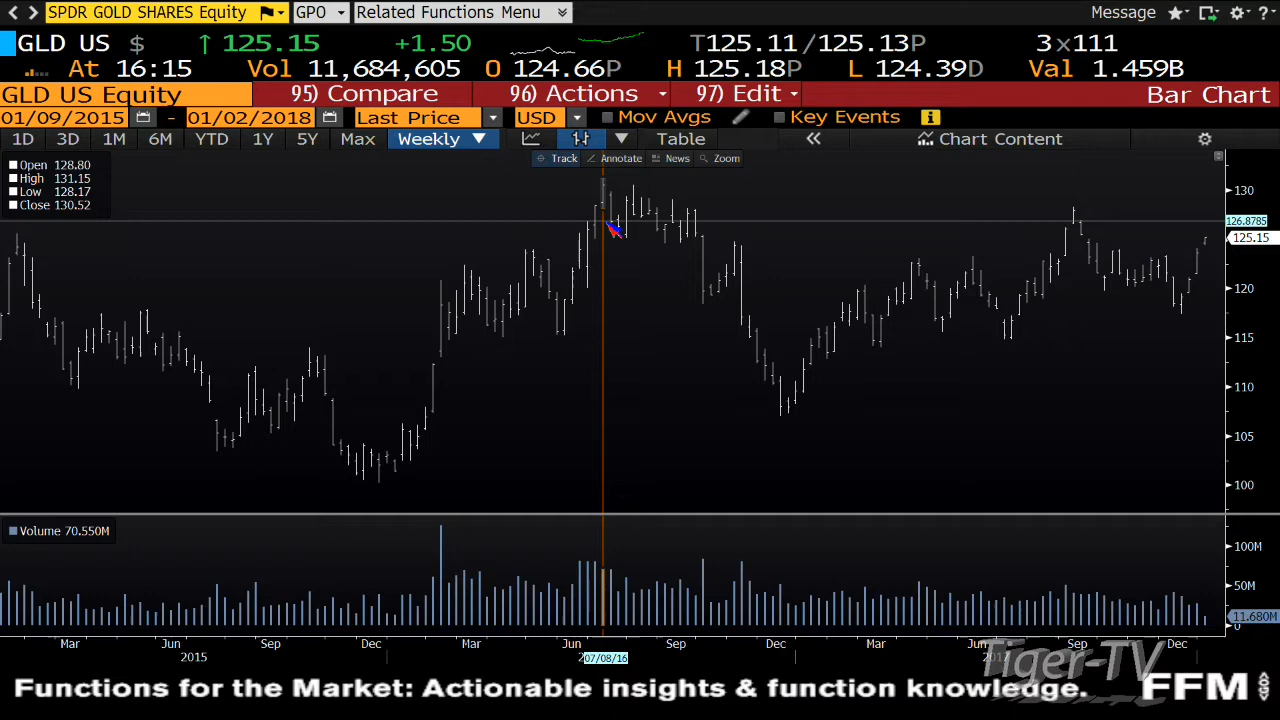 SPDR GOLD SHARES Equity GPO Related Functions Menu Message ?
GLD US $ ↑ 125.15 +1.50 T125.11 /125.13P 3 x111
At 16:15 Vol 11,684,605 O 124.66P H 125.18P L 124.39D Val 1.459B
GLD US Equity 95) Compare 96) Actions 97) Edit Bar Chart
01/09/2015 - 01/02/2018 Last Price USD Mov Avgs Key Events i
1D 3D 1M 6M YTD 1Y 5Y Max Weekly ▼ Table « Chart Content
Track Annotate News Zoom
Open 128.80
High 131.15
Low 128.17
Close 130.52
130
126.8785
125.15
120
115
110
105
100
Volume 70.550M
100M
50M
11.680M
0
Mar Jun Sep Dec Mar Jun Sep Dec Mar Jun Sep Dec
2015 07/08/16
Tiger-TV
Functions for the Market: Actionable insights & function knowledge. FFM